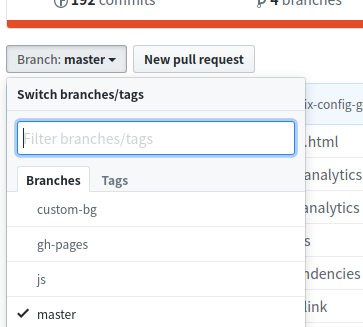 192 commits 4 branches
Branch: master New pull request
Switch branches/tags
Filter branches/tags
Branches Tags
custom-bg
gh-pages
js
master
ix-config-g
.html
analytics
analytics
s
ndencies
link